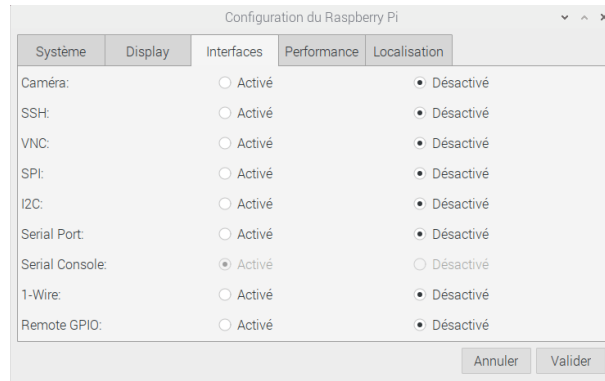 Configuration du Raspberry Pi
Système Display Interfaces Performance Localisation
Caméra: Activé Désactivé
SSH: Activé Désactivé
VNC: Activé Désactivé
SPI: Activé Désactivé
I2C: Activé Désactivé
Serial Port: Activé Désactivé
Serial Console: Activé Désactivé
1-Wire: Activé Désactivé
Remote GPIO: Activé Désactivé
Annuler Valider